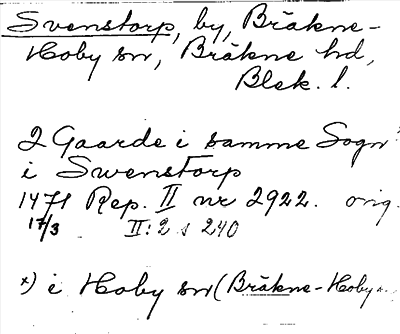 Svenstorp, by, Bräkne-
Hoby sn, Bräkne hd,
Blek. l.
2 Gaarde i samme Sogn x)
i Swenstorp
1471 Rep. II nr 2922. orig.
17/3 II:2 s 240
x) i Hoby sn (Bräkne-Hoby